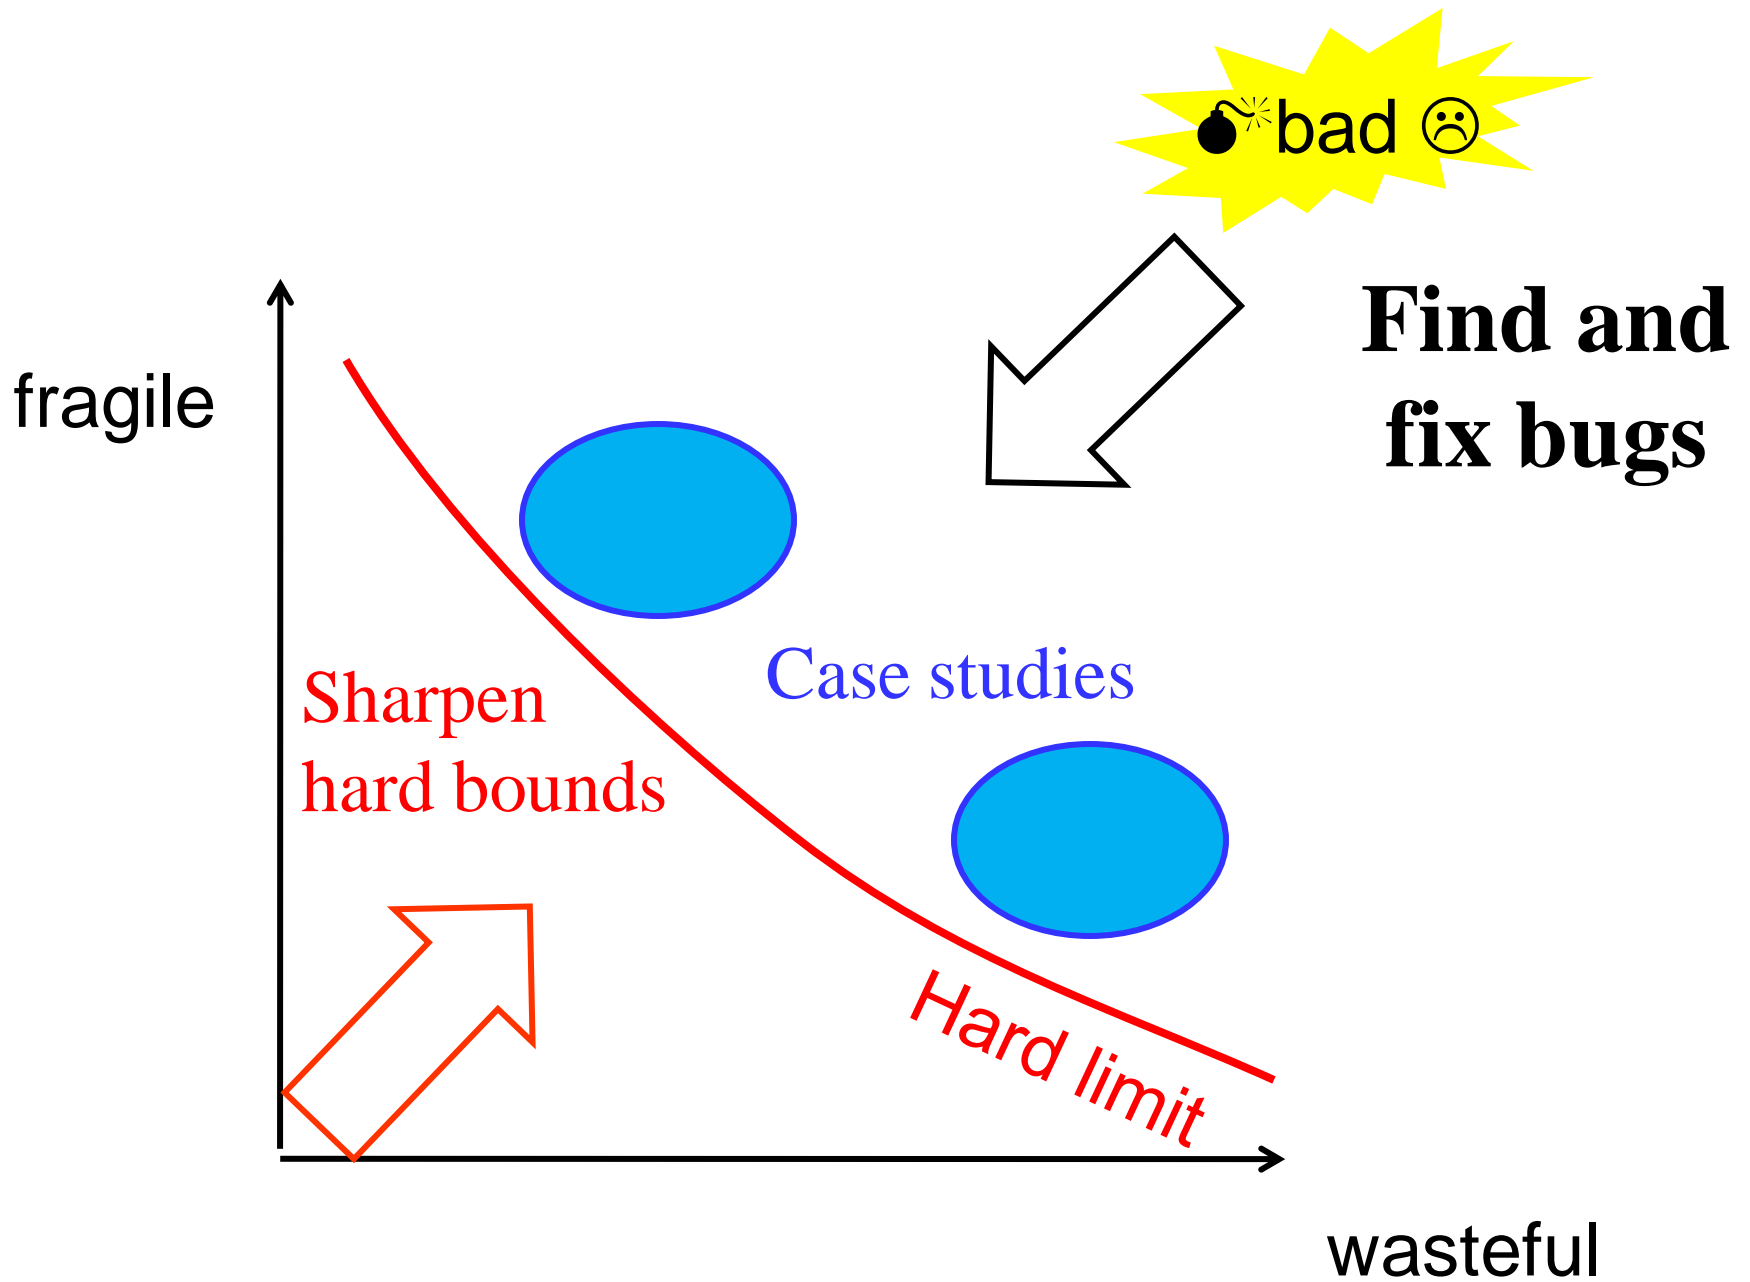 💣bad ☹
Find and
fix bugs
fragile
Case studies
Sharpen
hard bounds
Hard limit
wasteful